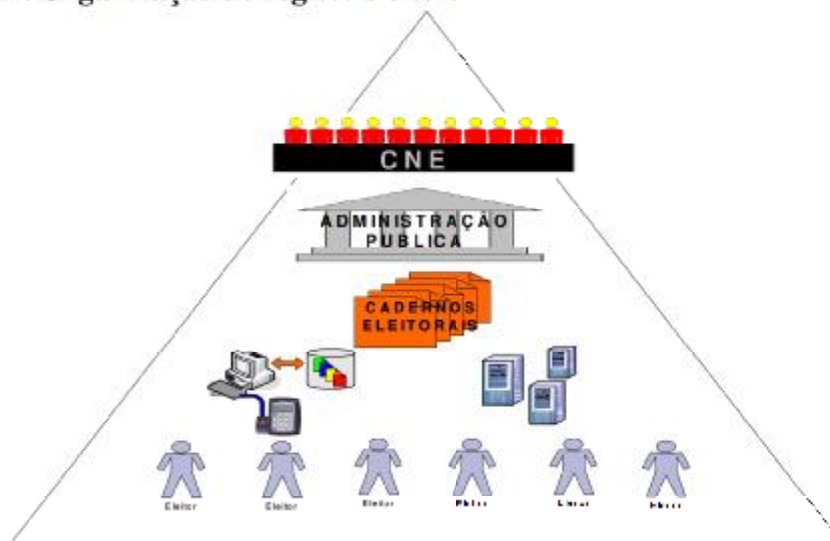 CNE
ADMINISTRAÇÃO
PUBLICA
CADERNOS
ELEITORAIS
Eleitor
Eleitor
Eleitor